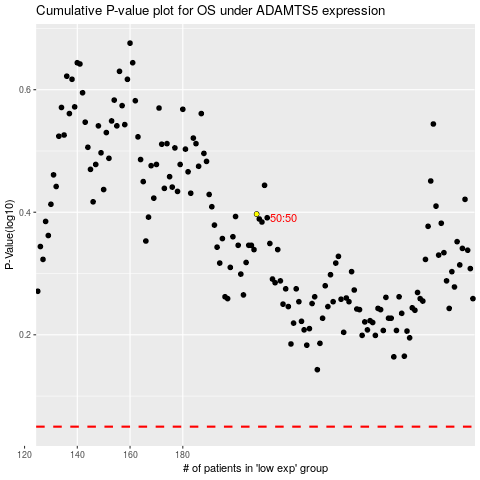 Cumulative P-value plot for OS under ADAMTS5 expression
P-Value(log10)
0.6
0.4
0.2
50:50
120 140 160 180
# of patients in 'low exp' group